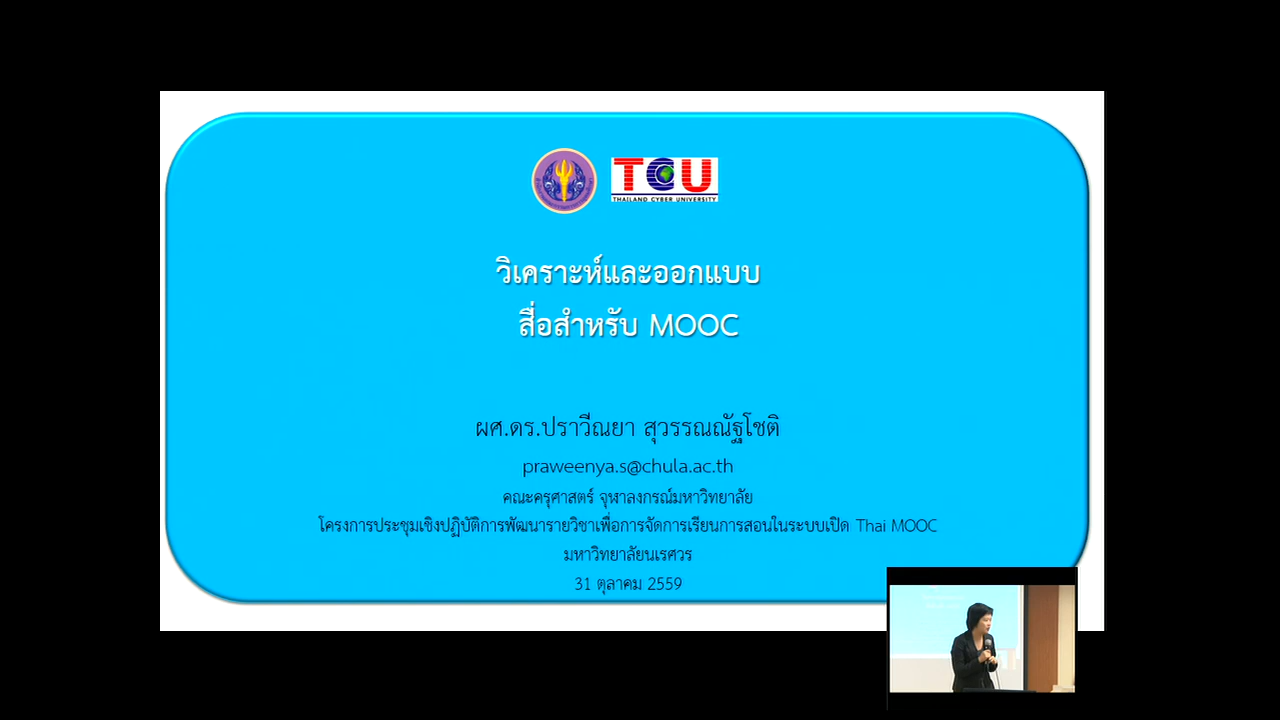 TCU
THAILAND CYBER UNIVERSITY
วิเคราะห์และออกแบบ
สื่อสำหรับ MOOC
ผศ.ดร.ปราวีณยา สุวรรณณัฐโชติ
praweenya.s@chula.ac.th
คณะครุศาสตร์ จุฬาลงกรณ์มหาวิทยาลัย
โครงการประชุมเชิงปฏิบัติการพัฒนารายวิชาเพื่อการจัดการเรียนการสอนในระบบเปิด Thai MOOC
มหาวิทยาลัยนเรศวร
31 ตุลาคม 2559